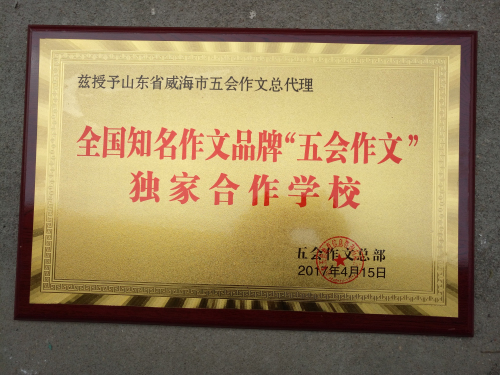 兹授予山东省威海市五会作文总代理
全国知名作文品牌“五会作文”
独家合作学校
五会作文总部
2017年4月15日